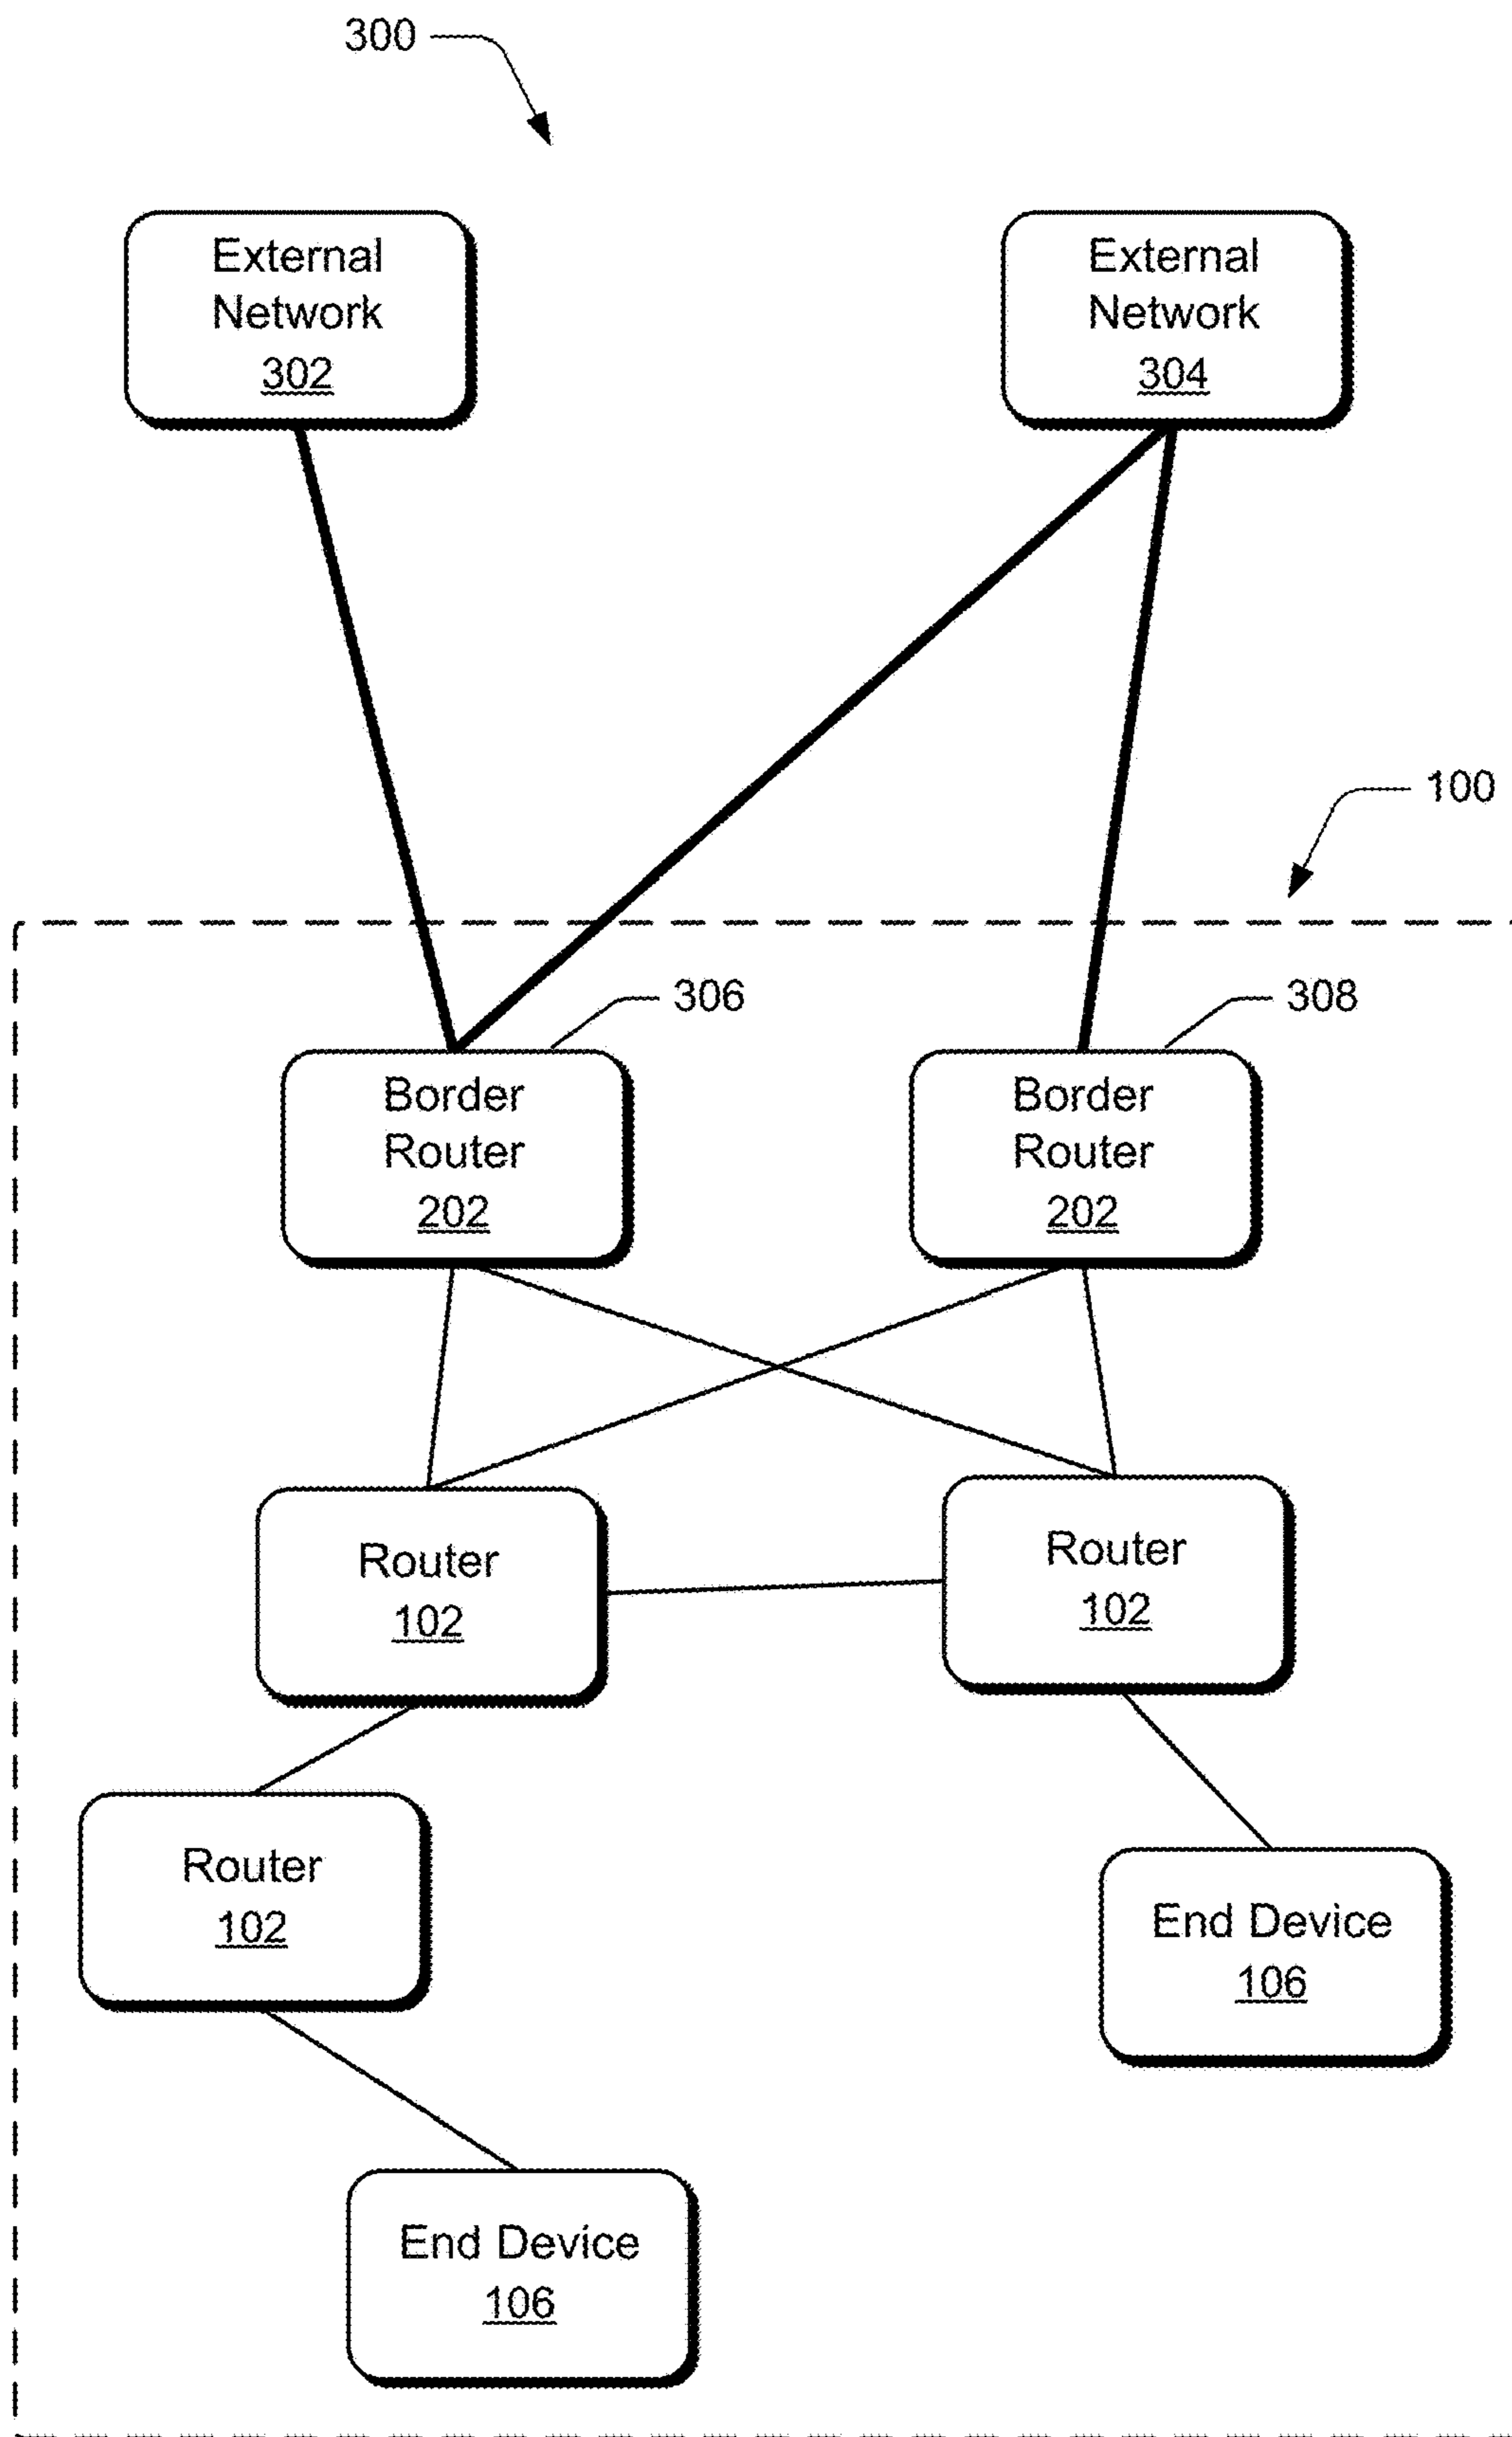 300
External
Network
302
External
Network
304
100
306
308
Border
Router
202
Border
Router
202
Router
102
Router
102
Router
102
End Device
106
End Device
106